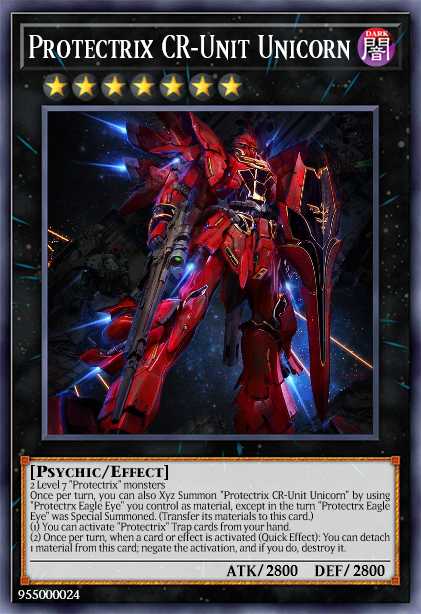 PROTECTRIX CR-UNIT UNICORN
DARK
闇
[PSYCHIC/EFFECT]
2 Level 7 "Protectrix" monsters
Once per turn, you can also Xyz Summon "Protectrix CR-Unit Unicorn" by using
"Protectrx Eagle Eye" you control as material, except in the turn "Protectrix Eagle
Eye" was Special Summoned. (Transfer its materials to this card.)
(1) You can activate "Protectrix" Trap cards from your hand.
(2) Once per turn, when a card or effect is activated (Quick Effect): You can detach
1 material from this card; negate the activation, and if you do, destroy it.
ATK/2800 DEF/2800
955000024